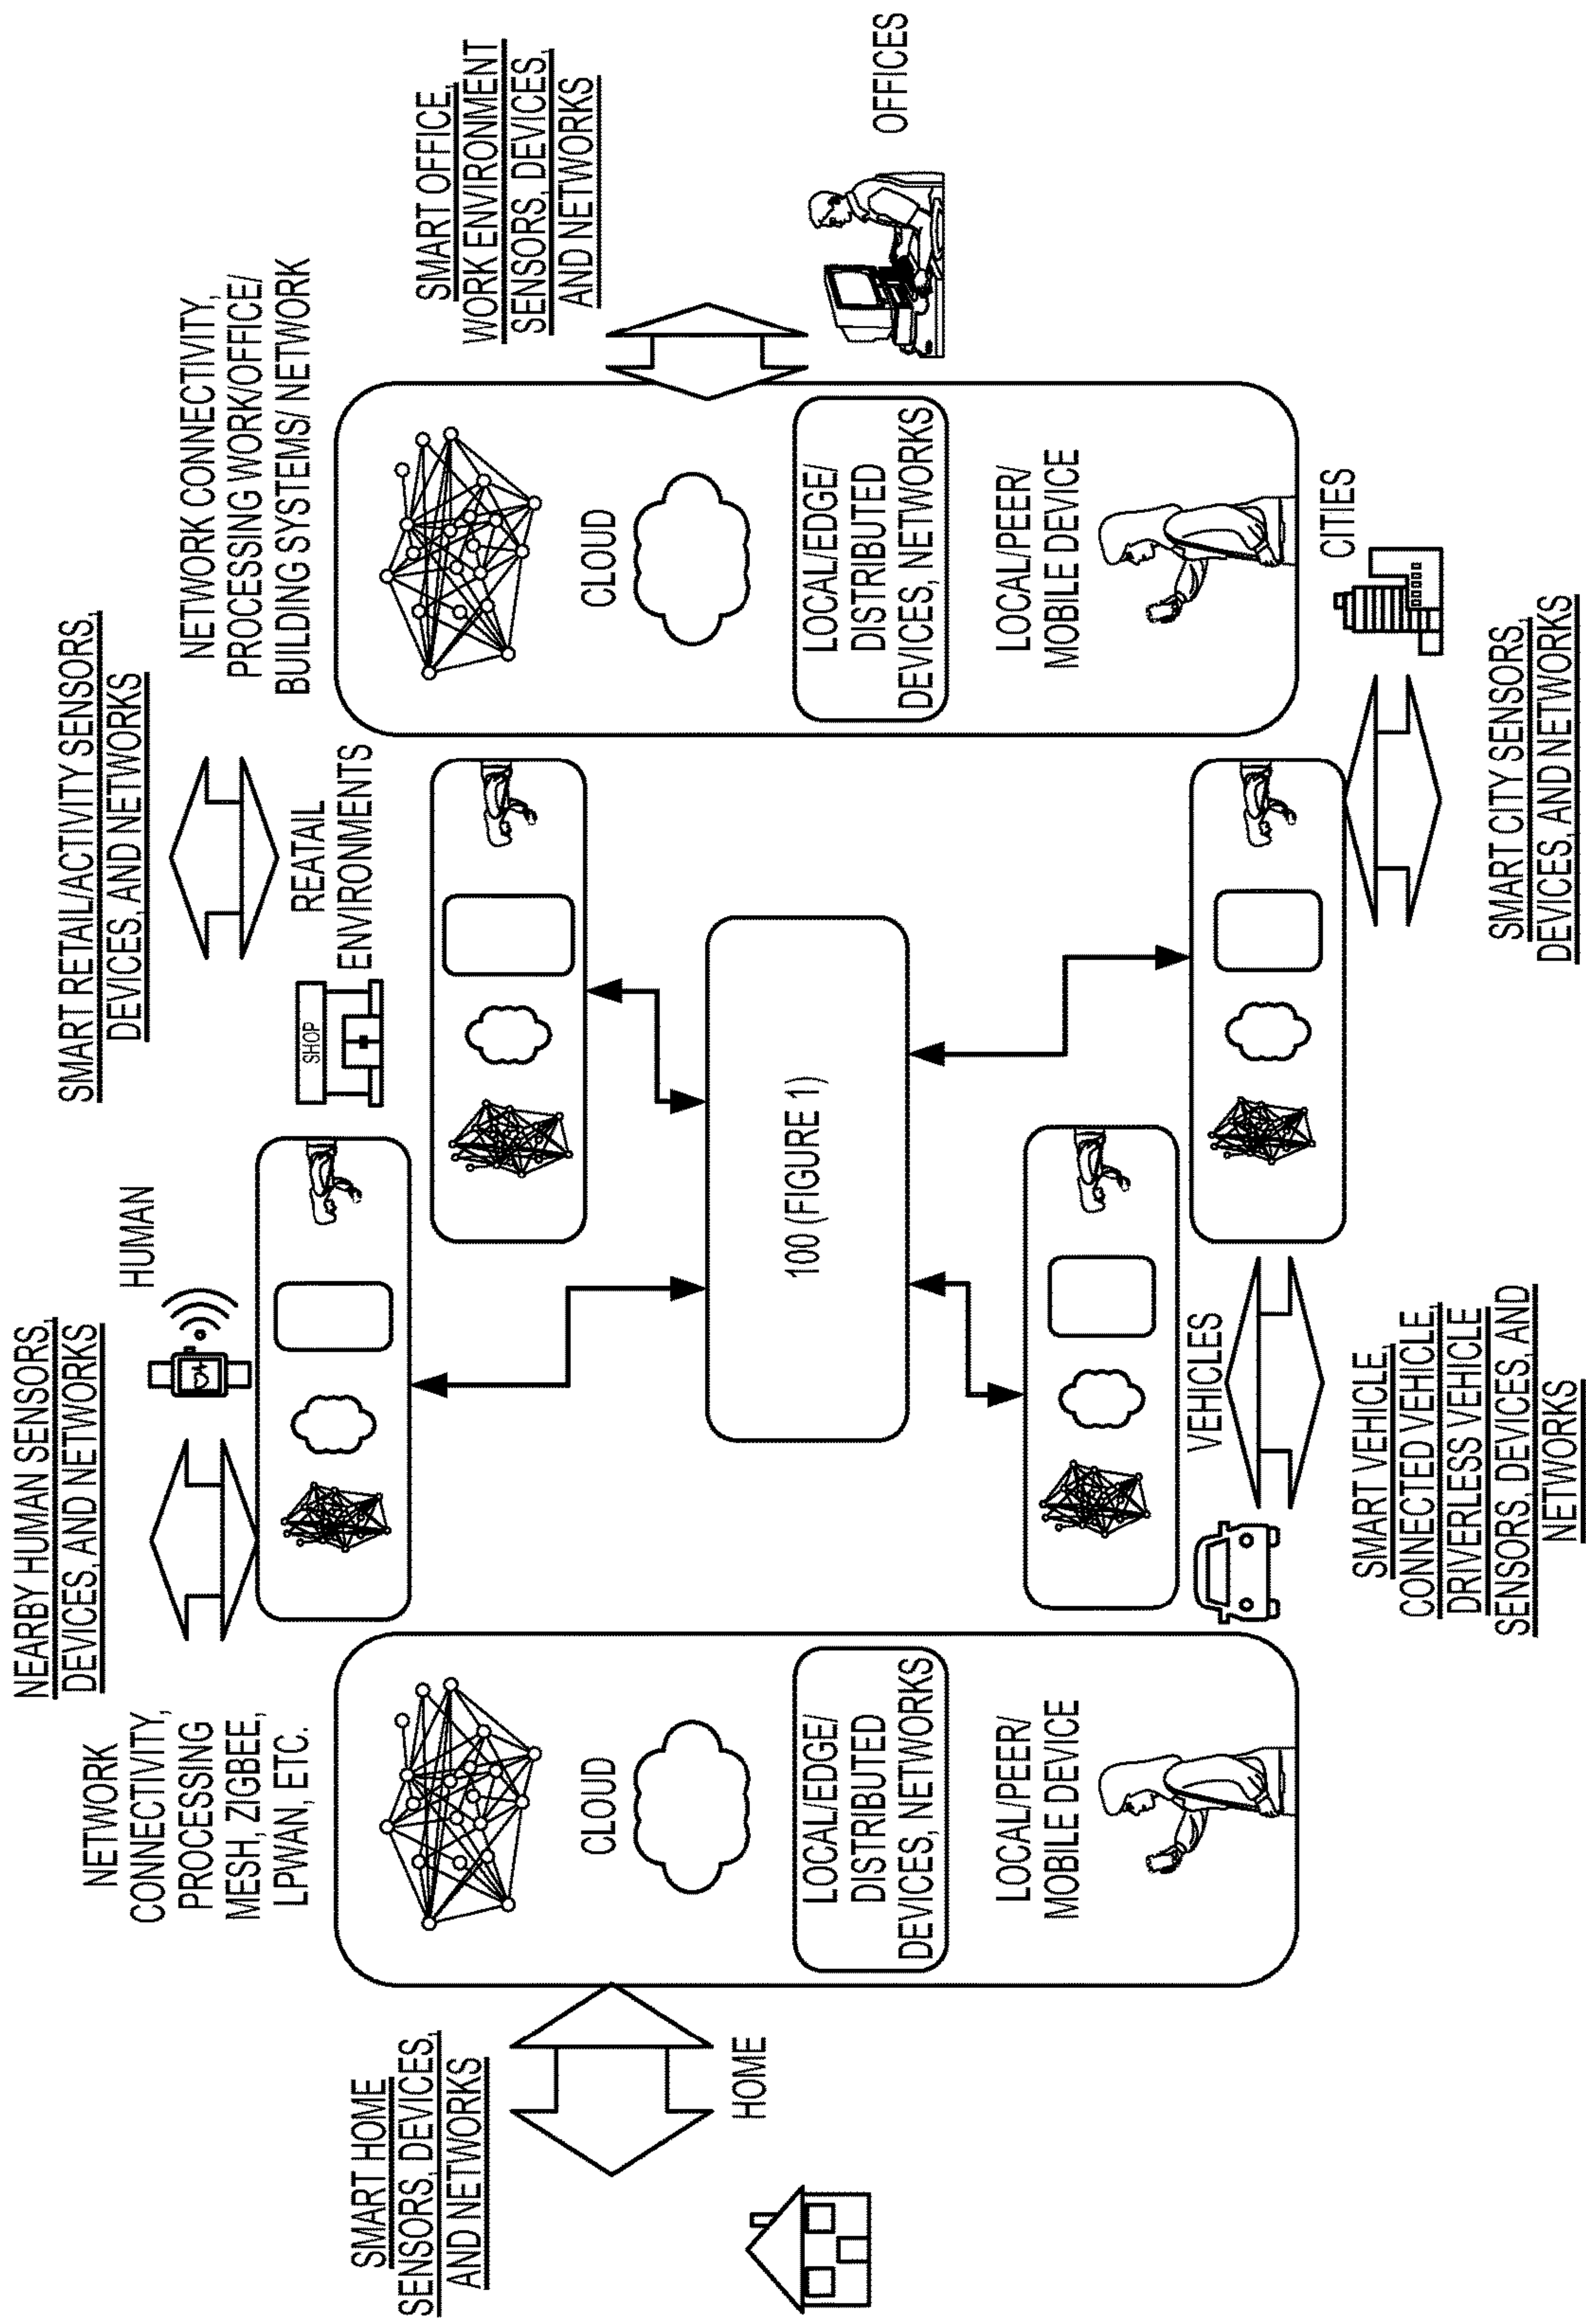 NEARBY HUMAN SENSORS,
DEVICES, AND NETWORKS
HUMAN
SMART RETAIL/ACTIVITY SENSORS,
DEVICES, AND NETWORKS
REATAIL
ENVIRONMENTS
SHOP
NETWORK
CONNECTIVITY,
PROCESSING
MESH, ZIGBEE,
LPWAN, ETC.
NETWORK CONNECTIVITY,
PROCESSING WORK/OFFICE/
BUILDING SYSTEMS/ NETWORK
SMART HOME
SENSORS, DEVICES,
AND NETWORKS
HOME
CLOUD
LOCAL/EDGE/
DISTRIBUTED
DEVICES, NETWORKS
LOCAL/PEER/
MOBILE DEVICE
100 (FIGURE 1)
CLOUD
LOCAL/EDGE/
DISTRIBUTED
DEVICES, NETWORKS
LOCAL/PEER/
MOBILE DEVICE
SMART OFFICE,
WORK ENVIRONMENT
SENSORS, DEVICES,
AND NETWORKS
OFFICES
VEHICLES
SMART VEHICLE,
CONNECTED VEHICLE,
DRIVERLESS VEHICLE
SENSORS, DEVICES, AND
NETWORKS
CITIES
SMART CITY SENSORS,
DEVICES, AND NETWORKS